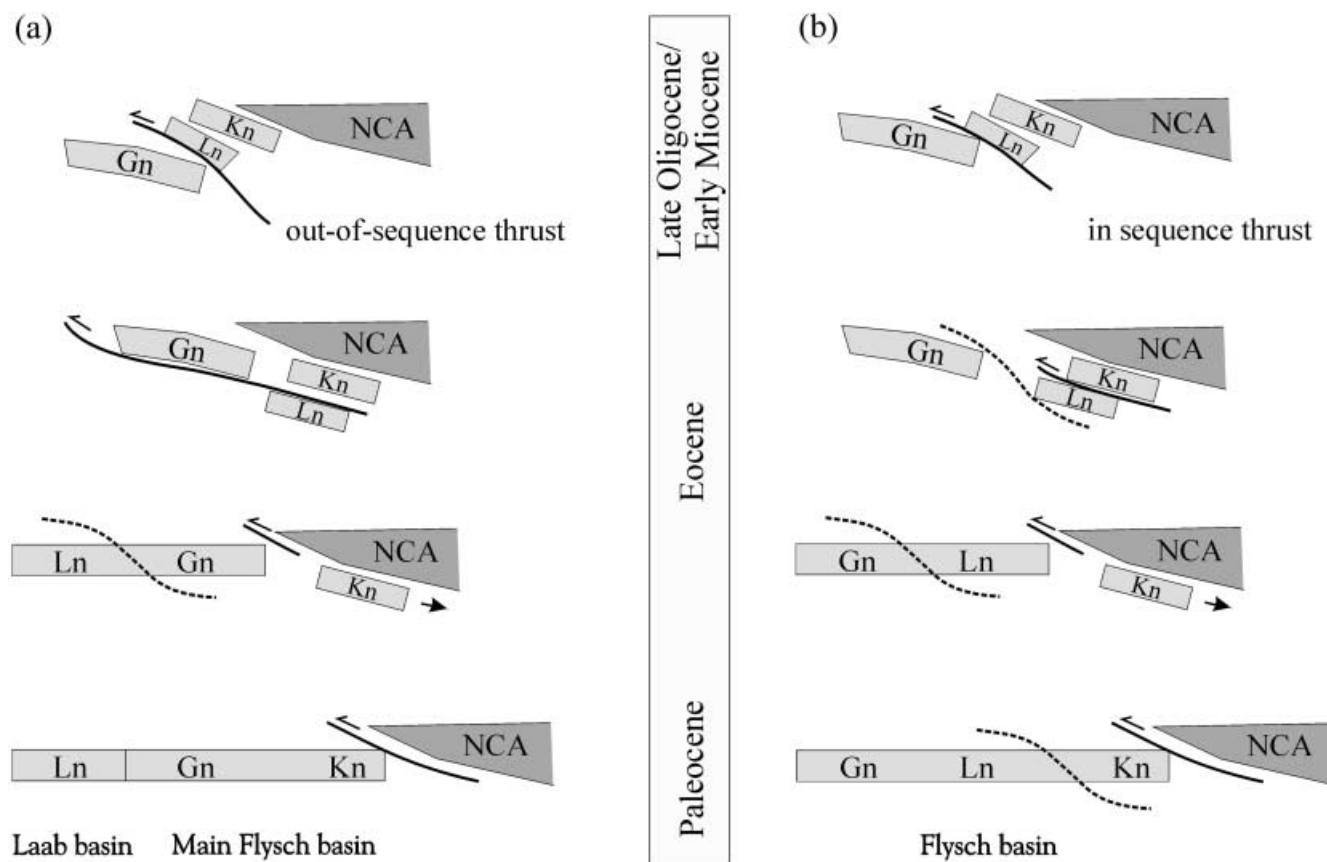 (a)
(b)
Kn
NCA
Ln
Gn
out-of-sequence thrust
Late Oligocene/
Early Miocene
Kn
NCA
Ln
Gn
in sequence thrust
Gn
NCA
Kn
Ln
Eocene
Gn
NCA
Kn
Ln
Ln
Gn
NCA
Kn
Gn
Ln
NCA
Kn
Ln
Gn
Kn
NCA
Paleocene
Gn
Ln
Kn
NCA
Laab basin
Main Flysch basin
Flysch basin